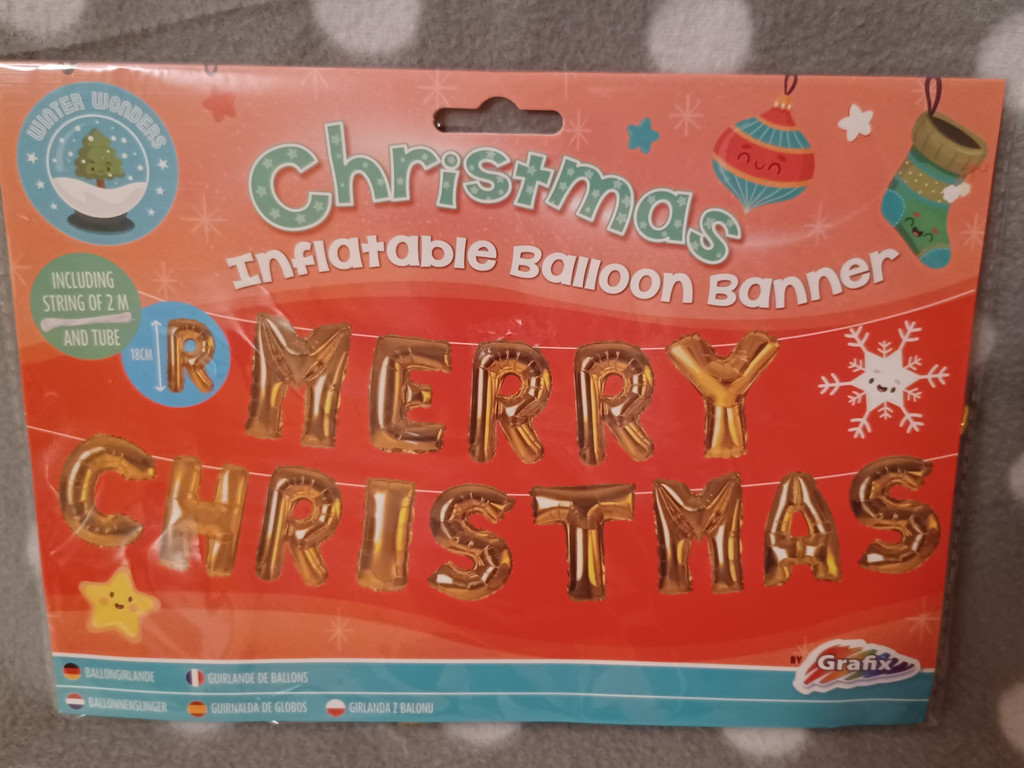 WINTER WONDERS
Christmas
Inflatable Balloon Banner
INCLUDING
STRING OF 2 M
AND TUBE
18CM
R
MERRY
CHRISTMAS
BY Grafix
BALLONGIRLANDE
GUIRLANDE DE BALLONS
BALLONNENSLINGER
GUIRNALDA DE GLOBOS
GIRLANDA Z BALONU